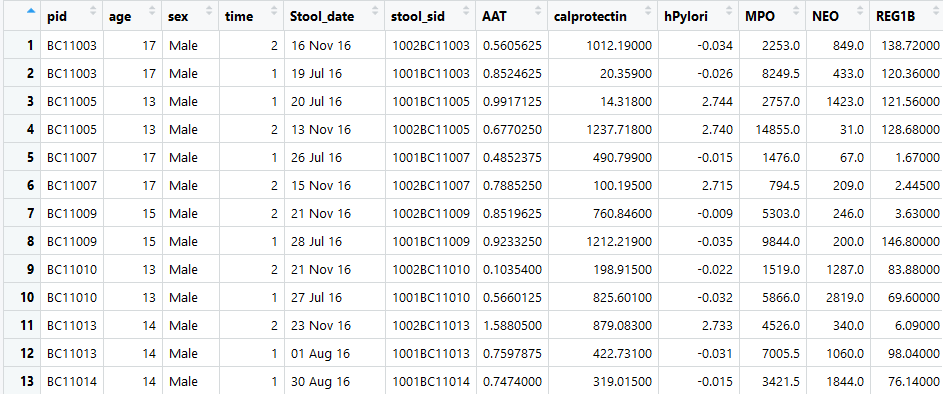 pid age sex time Stool_date stool_sid AAT calprotectin hPylori MPO NEO REG1B
1 BC11003 17 Male 2 16 Nov 16 1002BC11003 0.5605625 1012.19000 -0.034 2253.0 849.0 138.72000
2 BC11003 17 Male 1 19 Jul 16 1001BC11003 0.8524625 20.35900 -0.026 8249.5 433.0 120.36000
3 BC11005 13 Male 1 20 Jul 16 1001BC11005 0.9917125 14.31800 2.744 2757.0 1423.0 121.56000
4 BC11005 13 Male 2 13 Nov 16 1002BC11005 0.6770250 1237.71800 2.740 14855.0 31.0 128.68000
5 BC11007 17 Male 1 26 Jul 16 1001BC11007 0.4852375 490.79900 -0.015 1476.0 67.0 1.67000
6 BC11007 17 Male 2 15 Nov 16 1002BC11007 0.7885250 100.19500 2.715 794.5 209.0 2.44500
7 BC11009 15 Male 2 21 Nov 16 1002BC11009 0.8519625 760.84600 -0.009 5303.0 246.0 3.63000
8 BC11009 15 Male 1 28 Jul 16 1001BC11009 0.9233250 1212.21900 -0.035 9844.0 200.0 146.80000
9 BC11010 13 Male 2 21 Nov 16 1002BC11010 0.1035400 198.91500 -0.022 1519.0 1287.0 83.88000
10 BC11010 13 Male 1 27 Jul 16 1001BC11010 0.5660125 825.60100 -0.032 5866.0 2819.0 69.60000
11 BC11013 14 Male 2 23 Nov 16 1002BC11013 1.5880500 879.08300 2.733 4526.0 340.0 6.09000
12 BC11013 14 Male 1 01 Aug 16 1001BC11013 0.7597875 422.73100 -0.031 7005.5 1060.0 98.04000
13 BC11014 14 Male 1 30 Aug 16 1001BC11014 0.7474000 319.01500 -0.015 3421.5 1844.0 76.14000